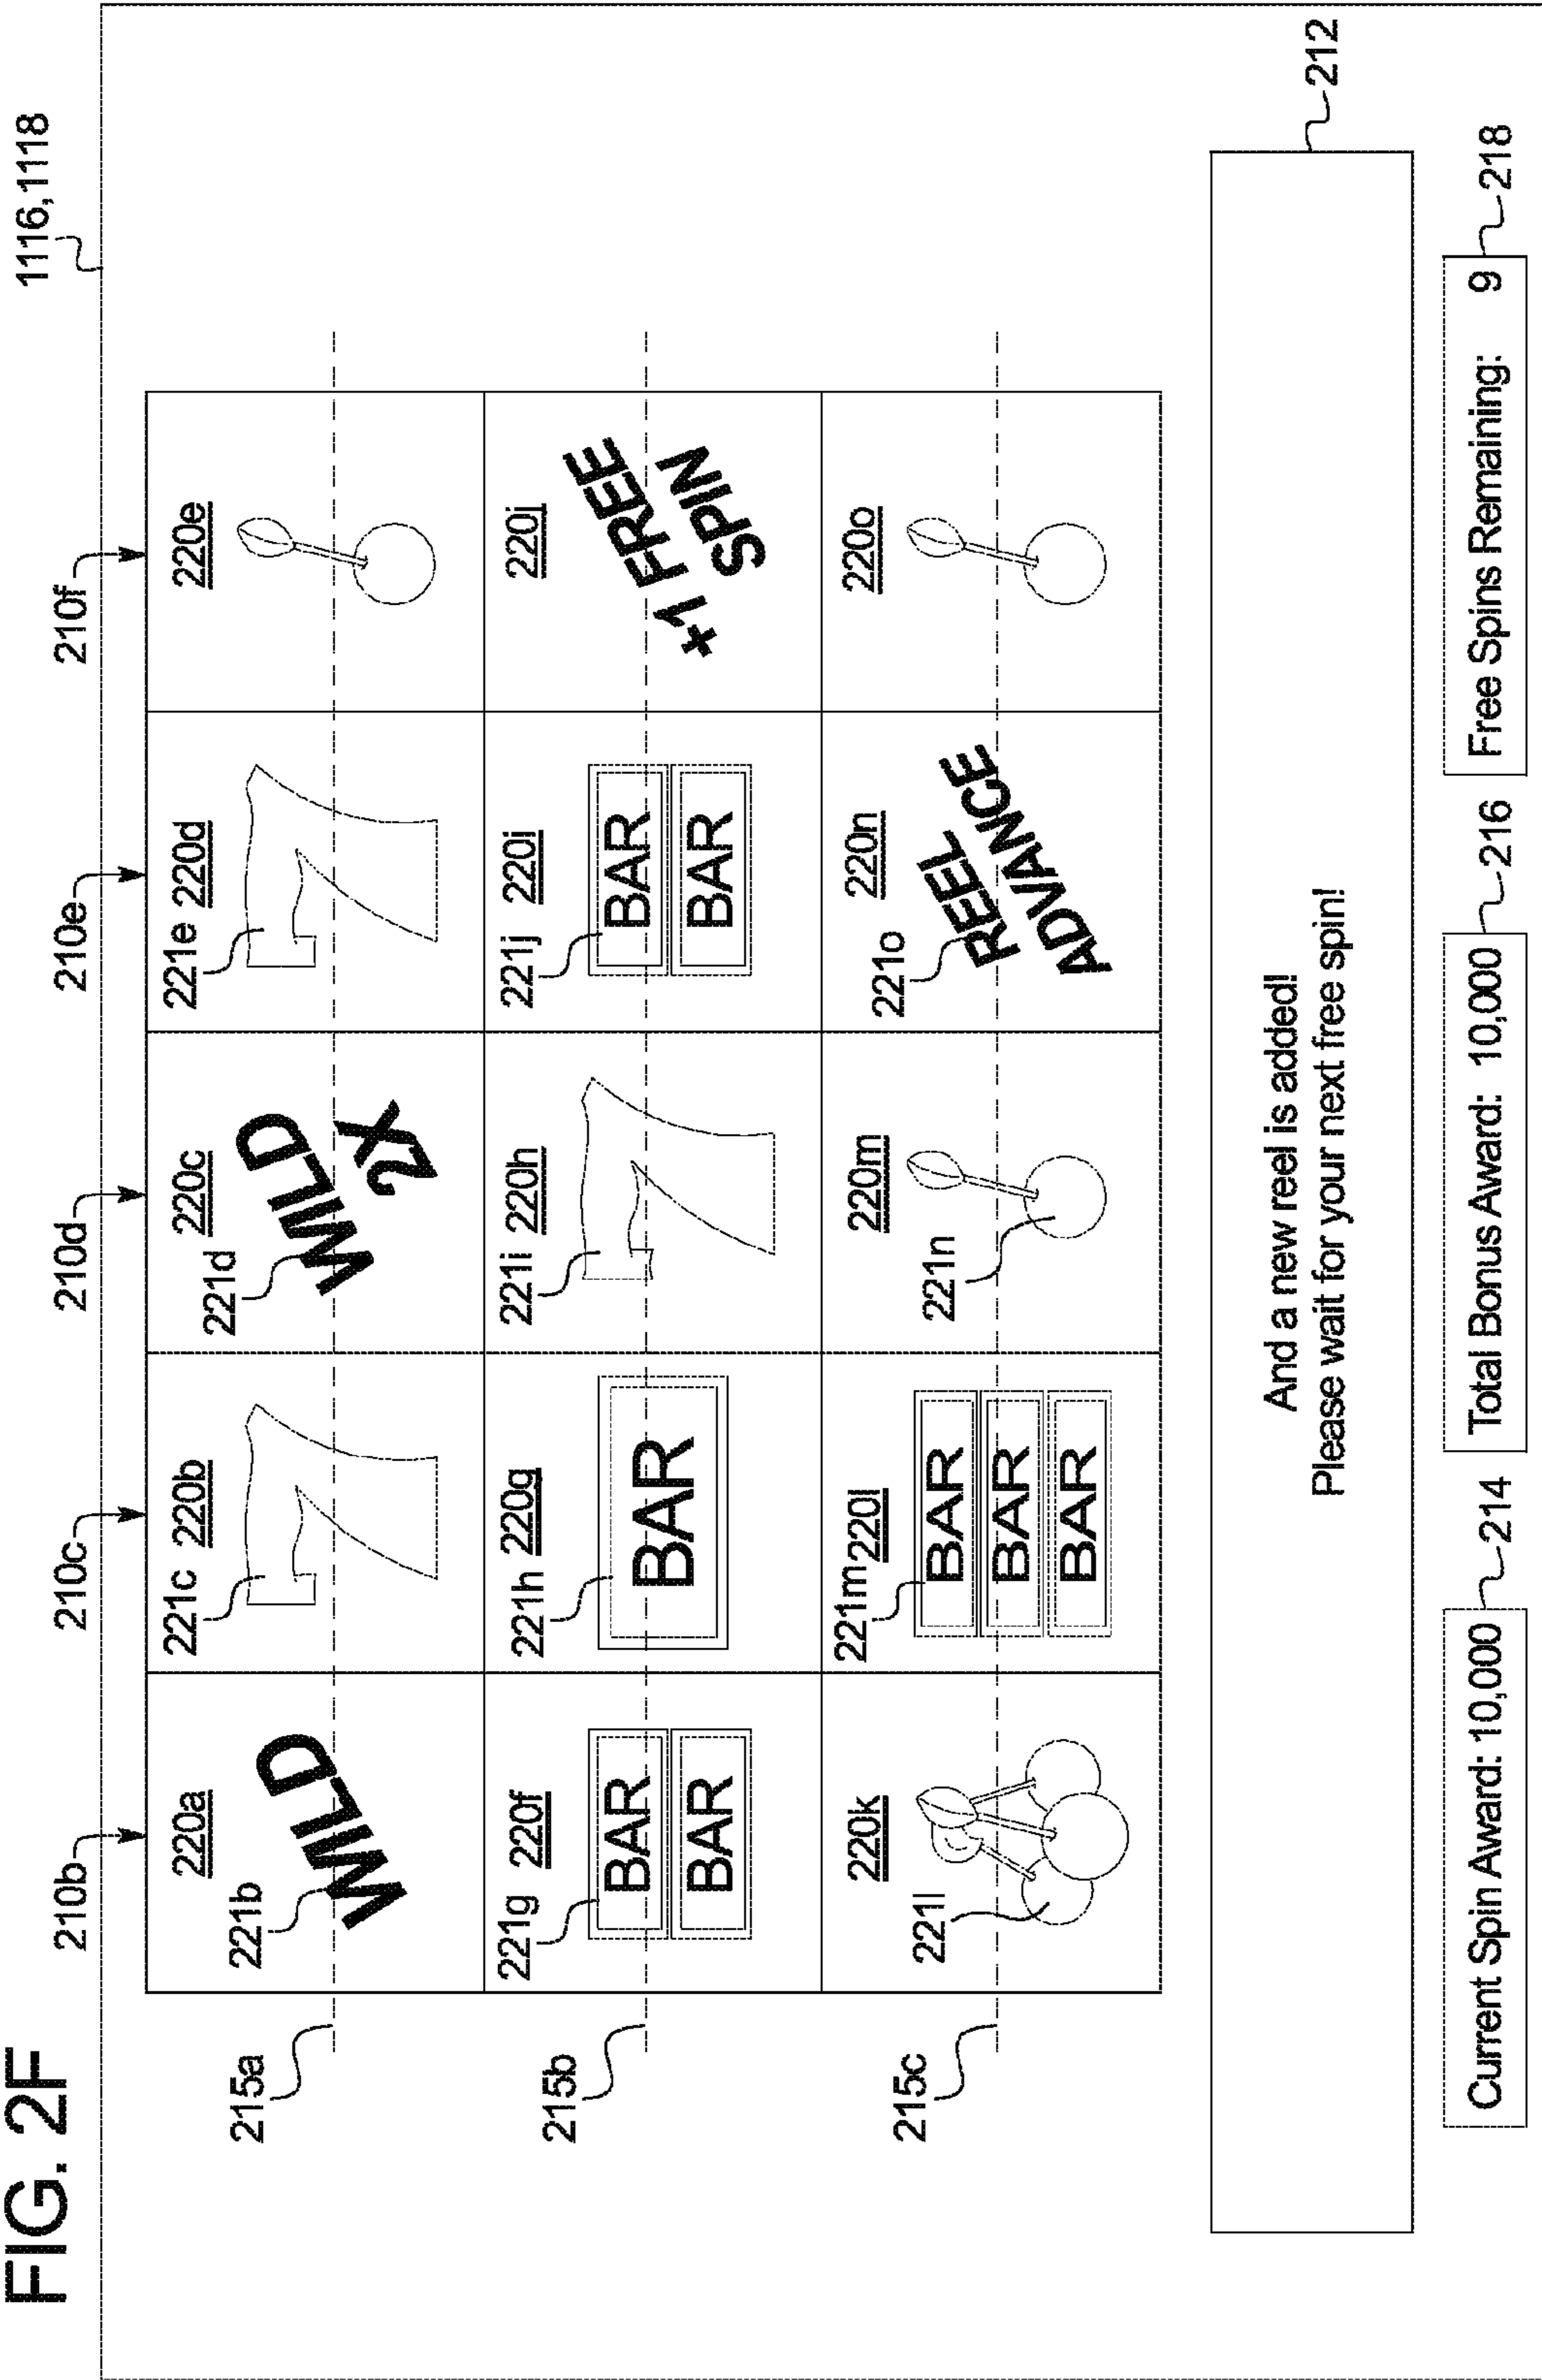 FIG. 2F
1116,1118
210b
210c
210d
210e
210f
215a
220a
221b
WILD
221c
220b
220c
221d
WILD
2X
221e
220d
220e
215b
221g
220f
BAR
BAR
221h
220g
BAR
221i
220h
221j
220i
BAR
BAR
220j
+1 FREE
SPIN
215c
220k
221l
221m
220l
BAR
BAR
BAR
220m
221n
220n
221o
REEL
ADVANCE
220o
And a new reel is added!
Please wait for your next free spin!
212
Current Spin Award: 10,000
214
Total Bonus Award: 10,000
216
Free Spins Remaining: 9
218